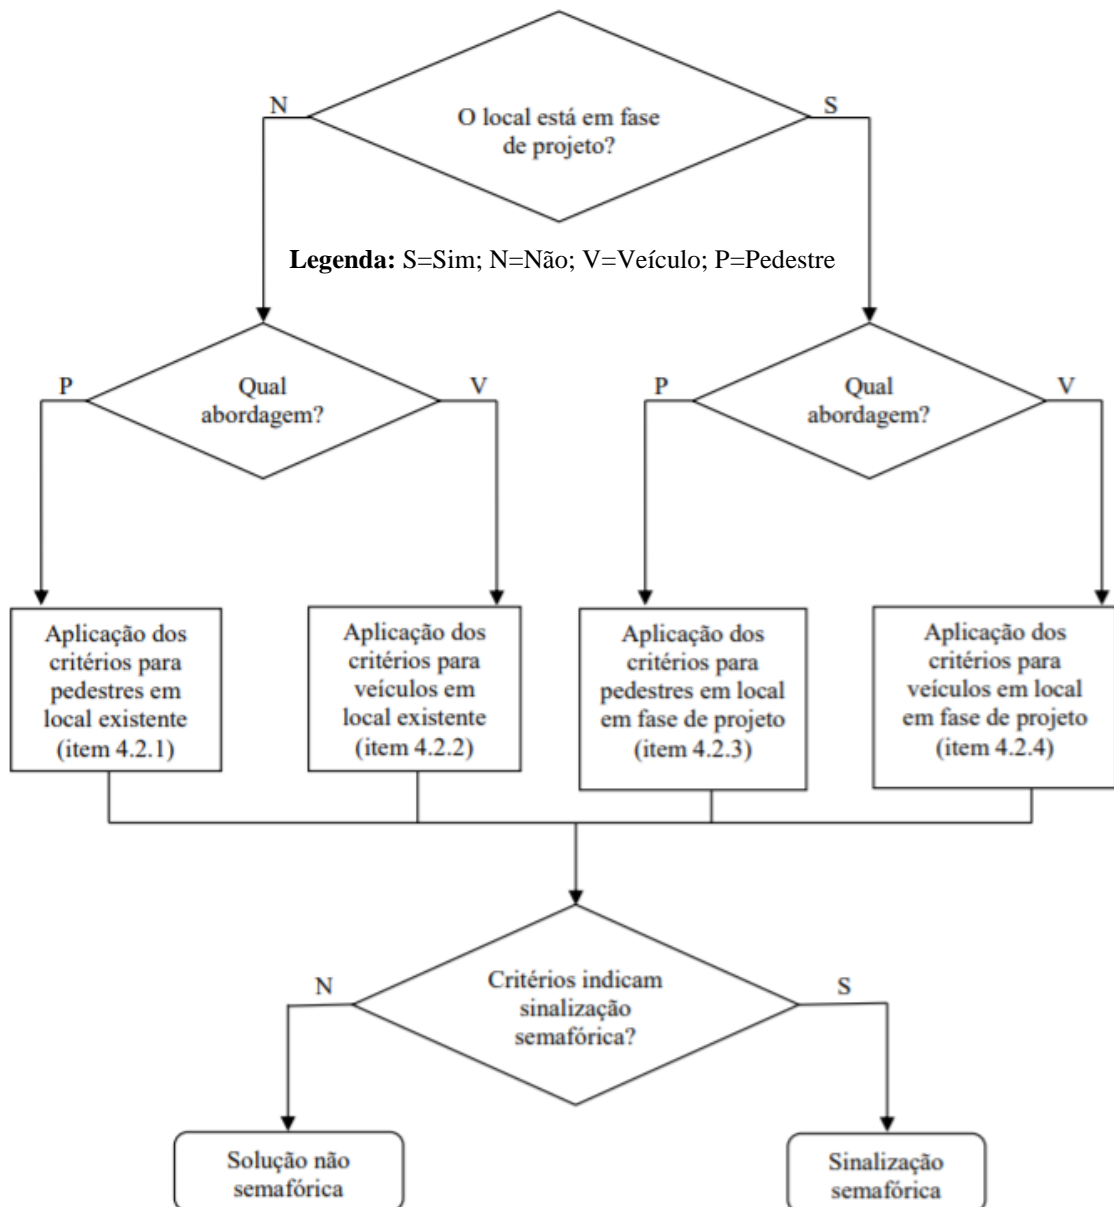 N
S
O local está em fase
de projeto?
Legenda: S=Sim; N=Não; V=Veículo; P=Pedestre
P
Qual
abordagem?
V
P
Qual
abordagem?
V
Aplicação dos
critérios para
pedestres em
local existente
(item 4.2.1)
Aplicação dos
critérios para
veículos em
local existente
(item 4.2.2)
Aplicação dos
critérios para
pedestres em local
em fase de projeto
(item 4.2.3)
Aplicação dos
critérios para
veículos em local
em fase de projeto
(item 4.2.4)
N
Critérios indicam
sinalização
semafórica?
S
Solução não
semafórica
Sinalização
semafórica